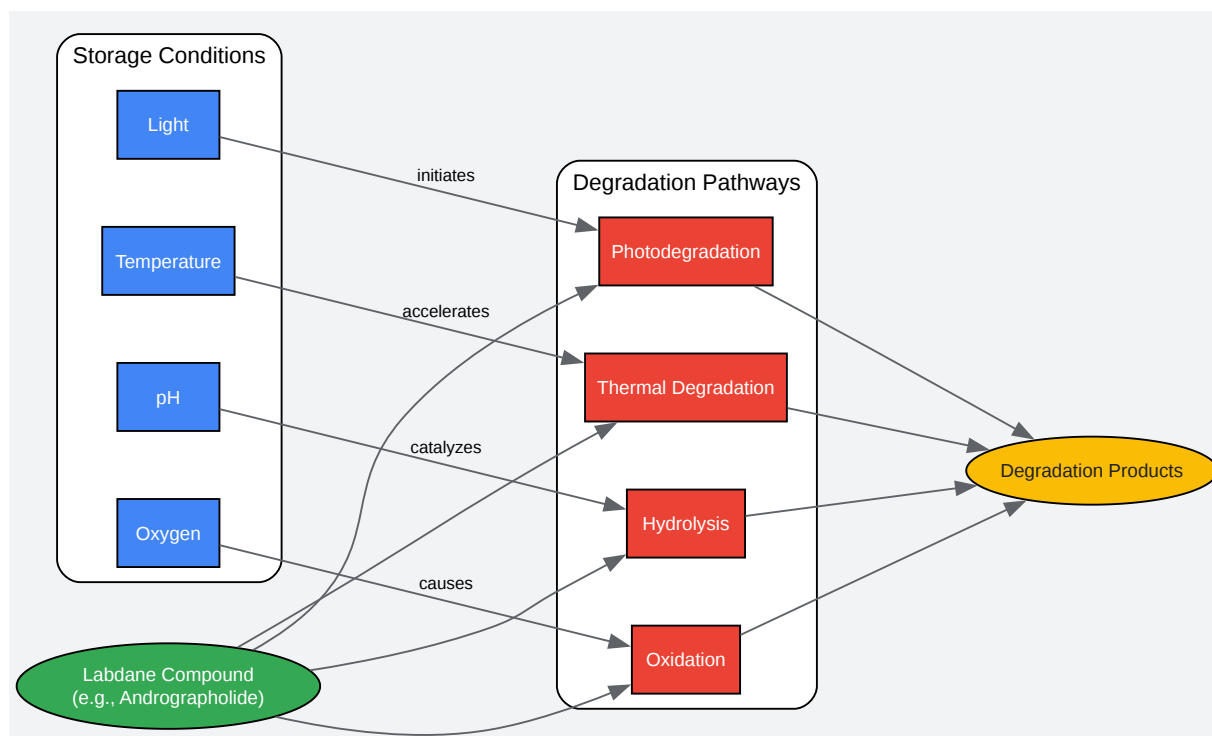 Storage Conditions
Light
Temperature
pH
Oxygen
initiates
accelerates
catalyzes
causes
Degradation Pathways
Photodegradation
Thermal Degradation
Hydrolysis
Oxidation
Labdane Compound
(e.g., Andrographolide)
Degradation Products